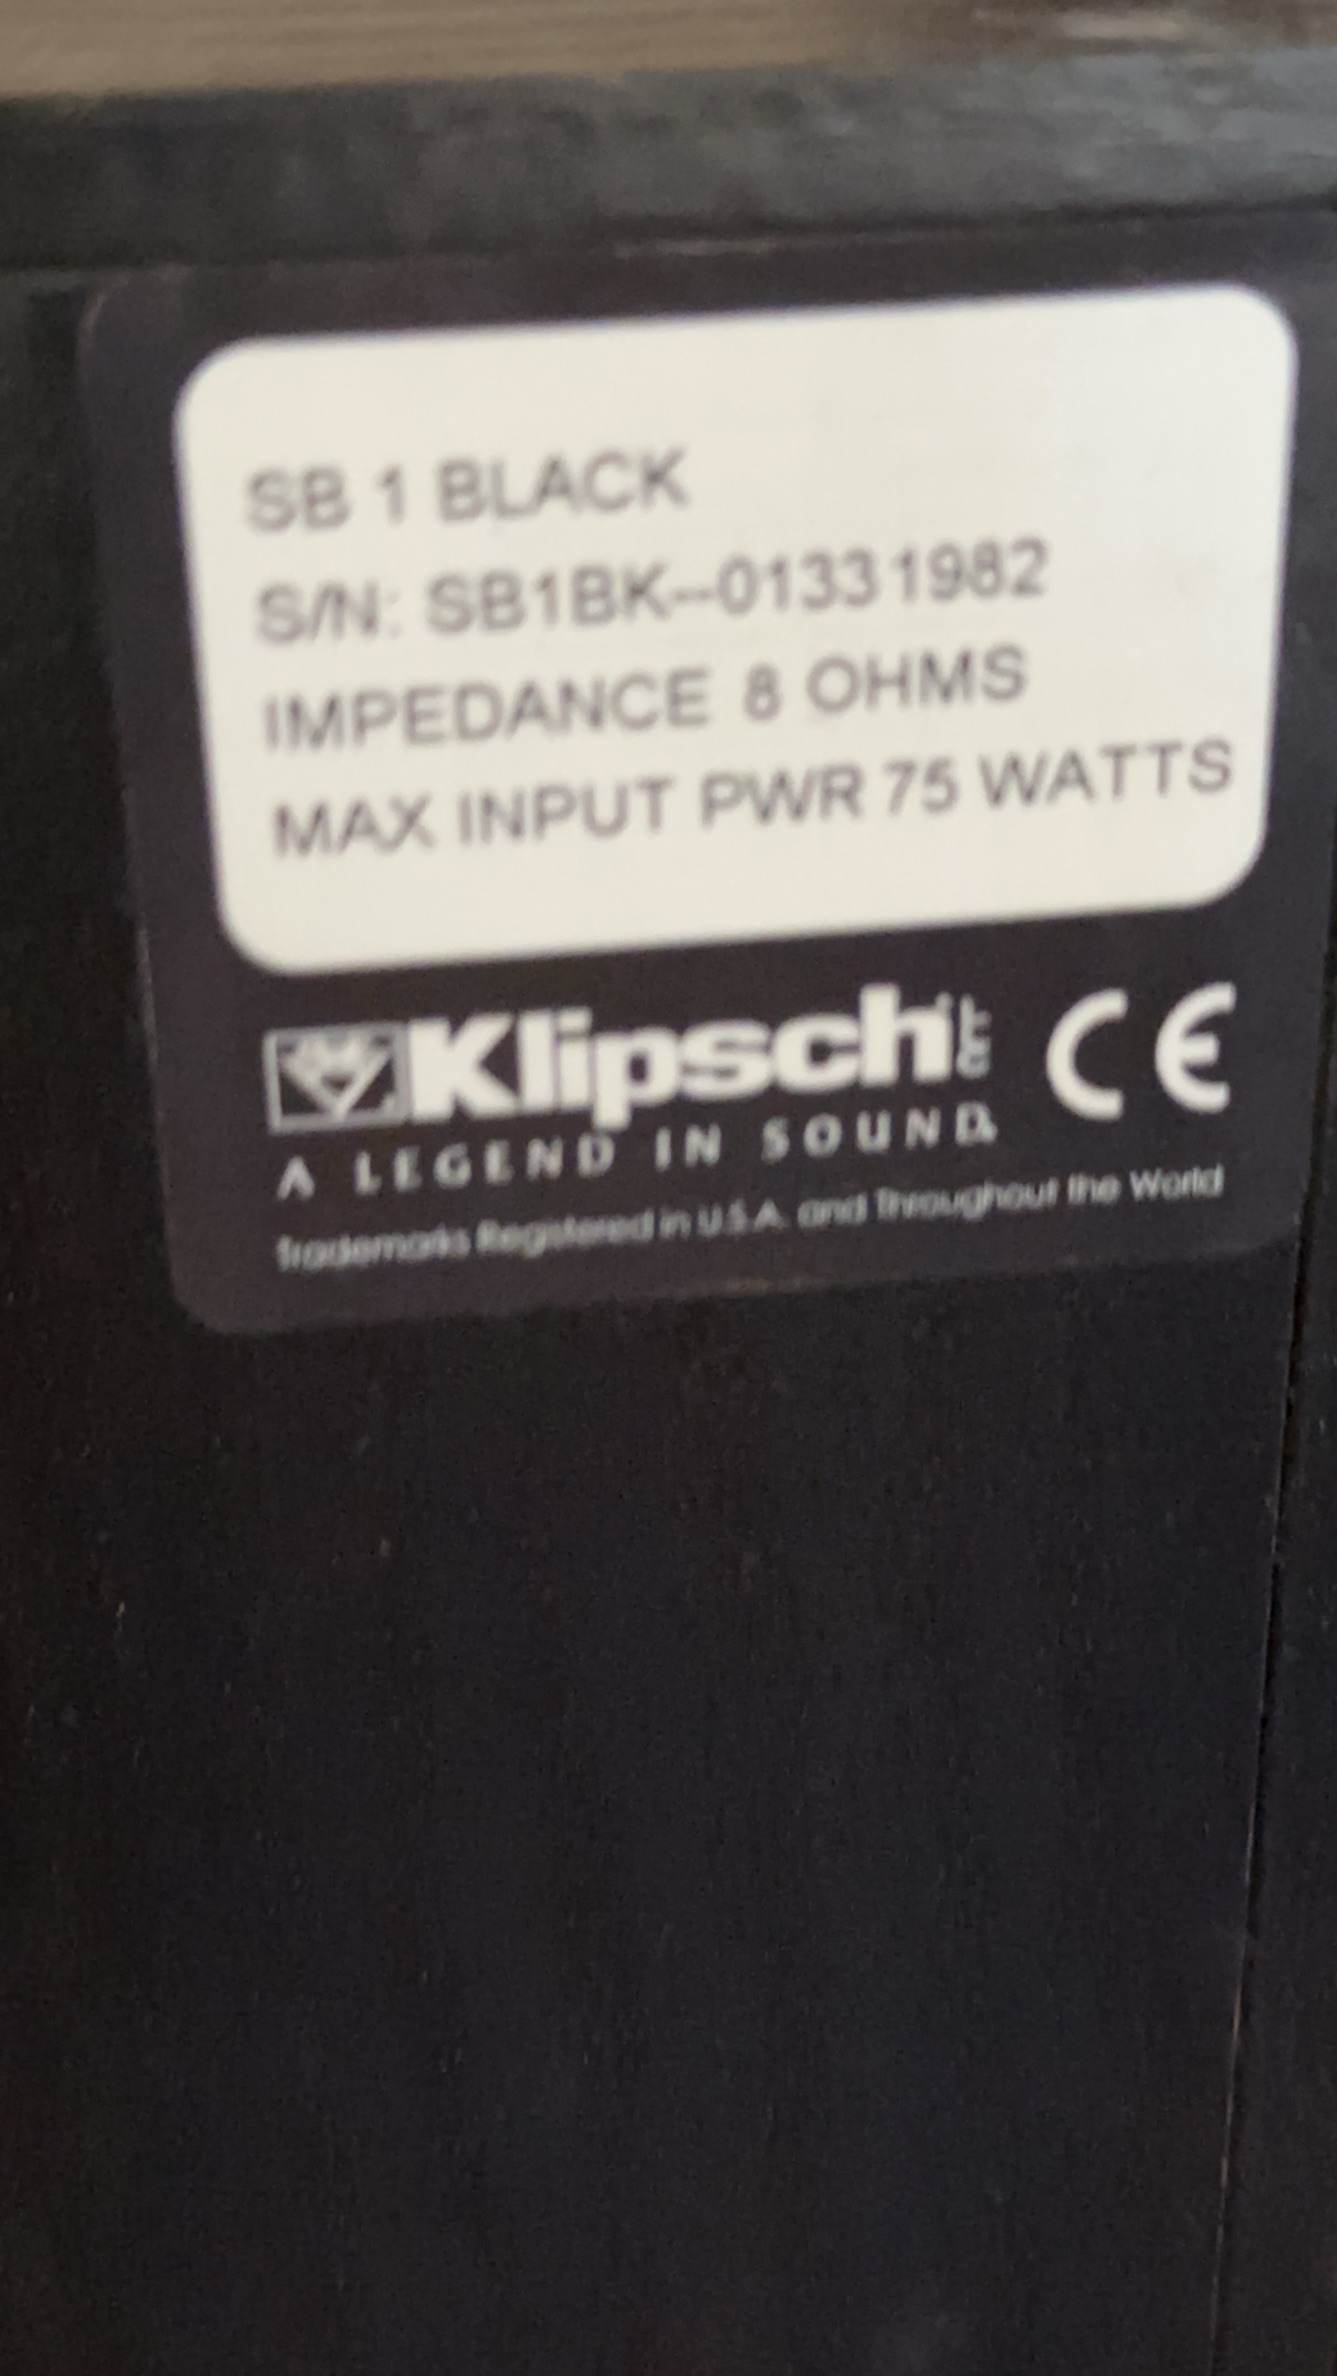 SB 1 BLACK
S/N: SB1BK--01331982
IMPEDANCE 8 OHMS
MAX INPUT PWR 75 WATTS
Klipsch CE
A LEGEND IN SOUND
Trademarks Registered in U.S.A. and Throughout the World